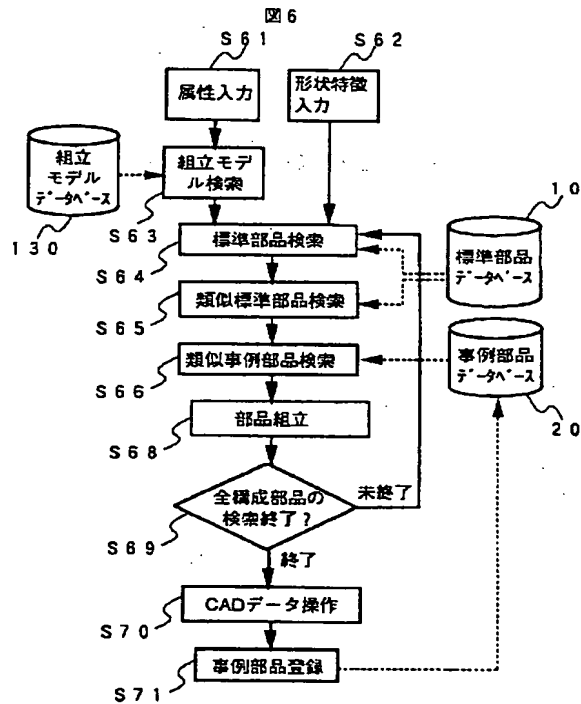 図6
S61
S62
属性入力
形状特徴
入力
組立
モデル
データベース
130
組立モデ
ル検索
S63
10
標準部品
データベース
標準部品検索
S64
類似標準部品検索
S65
事例部品
データベース
20
類似事例部品検索
S66
部品組立
S68
全構成部品の
検索終了?
未終了
S69
終了
CADデータ操作
S70
事例部品登録
S71